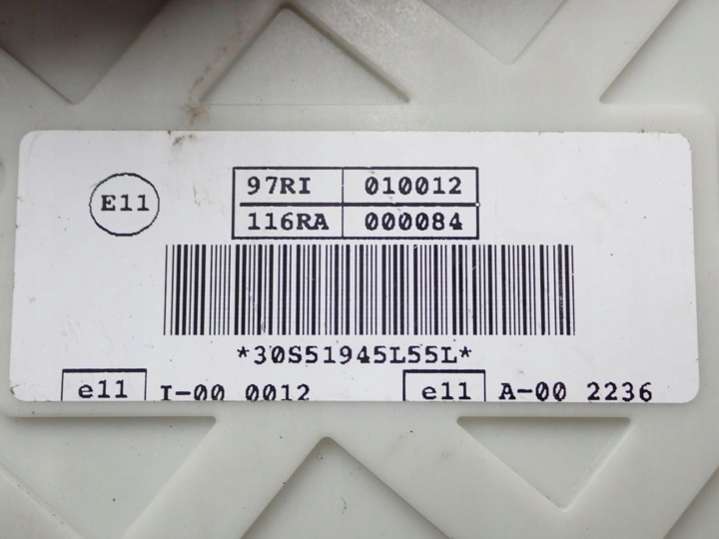 E11
97RI 010012
116RA 000084
*30S51945L55L*
e11 I-00 0012 e11 A-00 2236